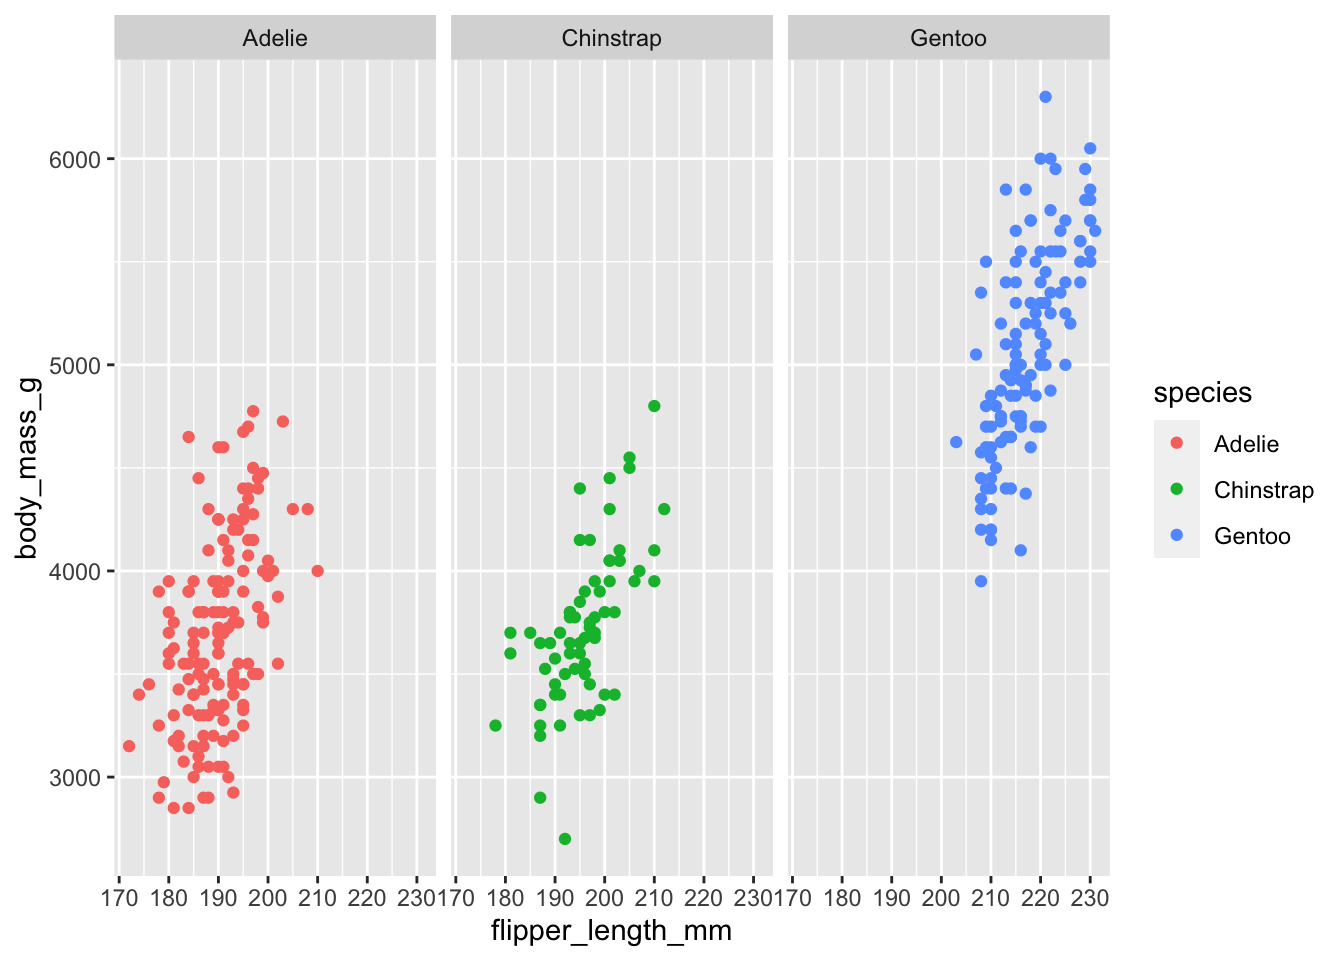 Adelie Chinstrap Gentoo
6000
5000
4000
3000
body_mass_g
170 180 190 200 210 220 230 170 180 190 200 210 220 230 170 180 190 200 210 220 230
flipper_length_mm
species
Adelie
Chinstrap
Gentoo